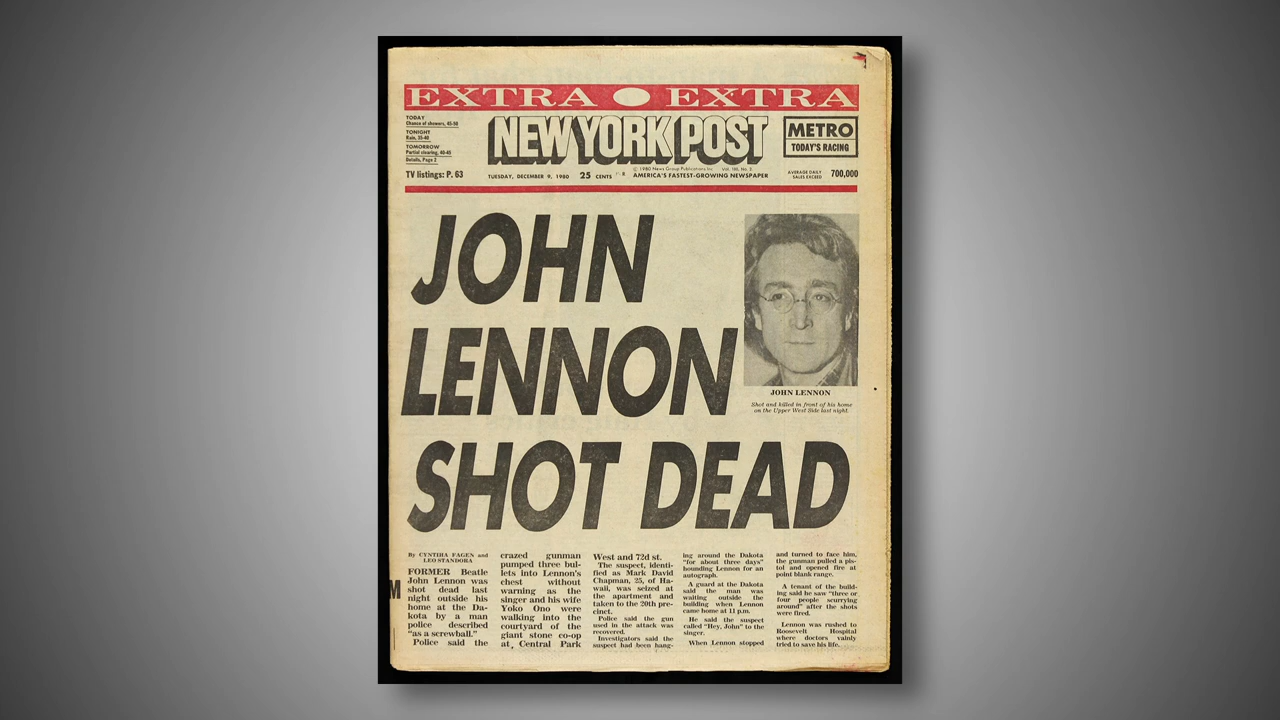 EXTRA EXTRA
TODAY
Chance of showers, 45-50
TONIGHT
Rain, 35-40
TOMORROW
Partial clearing, 40-45
Details, Page 2
TV listings: P. 63
NEW YORK POST
METRO
TODAY'S RACING
TUESDAY, DECEMBER 9, 1980 25 CENTS
© 1980 News Group Publications Inc. Vol. 180, No. 2
AMERICA'S FASTEST-GROWING NEWSPAPER
AVERAGE DAILY
SALES EXCEED
700,000
JOHN
LENNON
SHOT DEAD
JOHN LENNON
Shot and killed in front of his home
on the Upper West Side last night.
By CYNTHIA FAGEN and
LEO STANDORA
FORMER Beatle
John Lennon was
shot dead last
night outside his
home at the Da-
kota by a man
police described
"as a screwball."
Police said the
crazed gunman
pumped three bul-
lets into Lennon's
chest without
warning as the
singer and his wife
Yoko Ono were
walking into the
courtyard of the
giant stone co-op
at Central Park
West and 72d st.
The suspect, identi-
fied as Mark David
Chapman, 25, of Ha-
waii, was seized at
the apartment and
taken to the 20th pre-
cinct.
Police said the gun
used in the attack was
recovered.
Investigators said the
suspect had been hang-
ing around the Dakota
"for about three days"
hounding Lennon for an
autograph.
A guard at the Dakota
said the man was
waiting outside the
building when Lennon
came home at 11 p.m.
He said the suspect
called "Hey, John" to the
singer.
When Lennon stopped
and turned to face him,
the gunman pulled a pis-
tol and opened fire at
point blank range.
A tenant of the build-
ing said he saw "three or
four people scurrying
around" after the shots
were fired.
Lennon was rushed to
Roosevelt Hospital
where doctors vainly
tried to save his life.
M